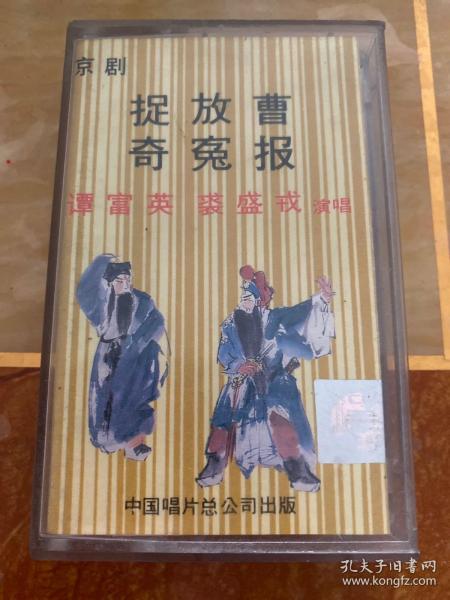 京剧
捉放曹
奇冤报
谭富英 裘盛戎 演唱
中国唱片总公司出版
孔夫子旧书网
www.kongfz.com